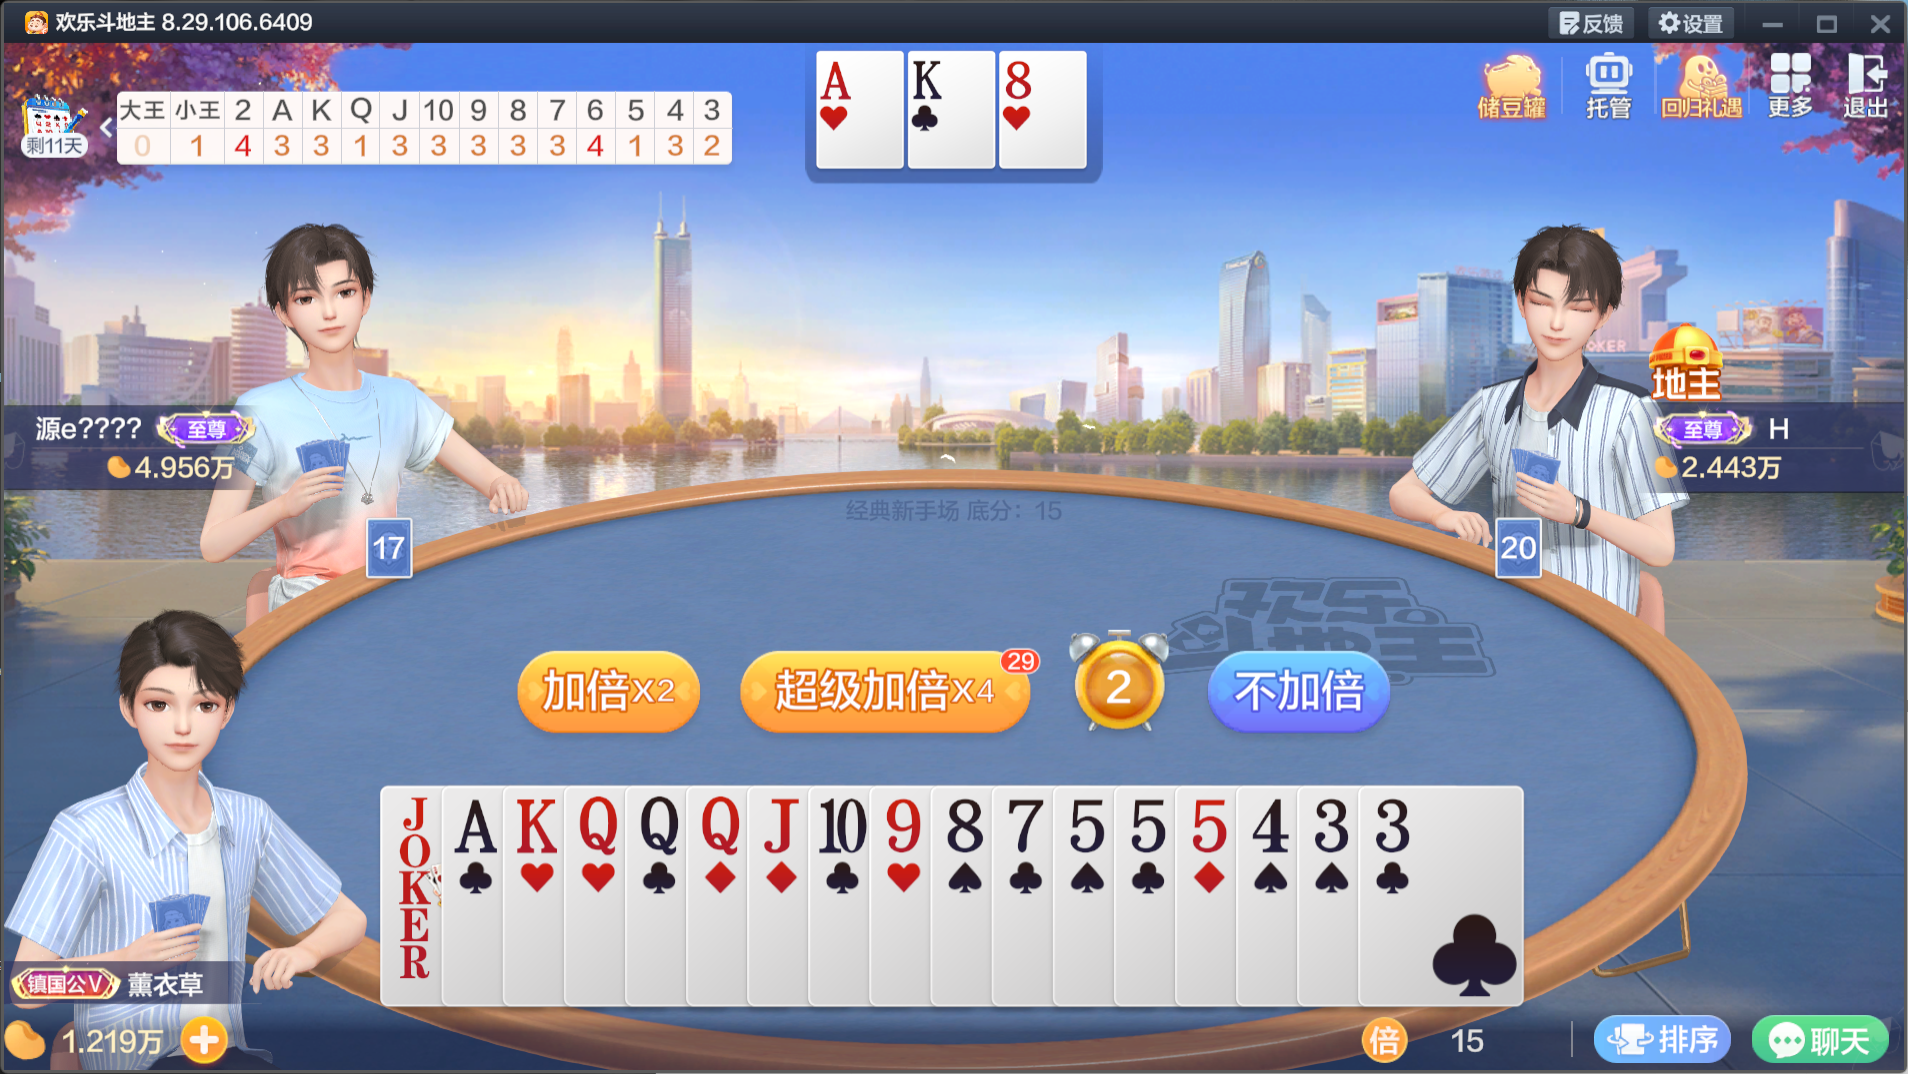 欢乐斗地主 8.29.106.6409
反馈
设置
剩11天
大王 小王 2 A K Q J 10 9 8 7 6 5 4 3
0 1 4 3 3 1 3 3 3 3 3 4 1 3 2
A K 8
储豆罐
托管
回归礼遇
更多
退出
源e????
至尊
4.956万
地主
至尊
H
2.443万
经典新手场 底分：15
17
20
欢乐斗地主
加倍X2
超级加倍X4
29
2
不加倍
JOKER A K Q Q Q J 10 9 8 7 5 5 5 4 3 3
镇国公V
薰衣草
1.219万
倍
15
排序
聊天